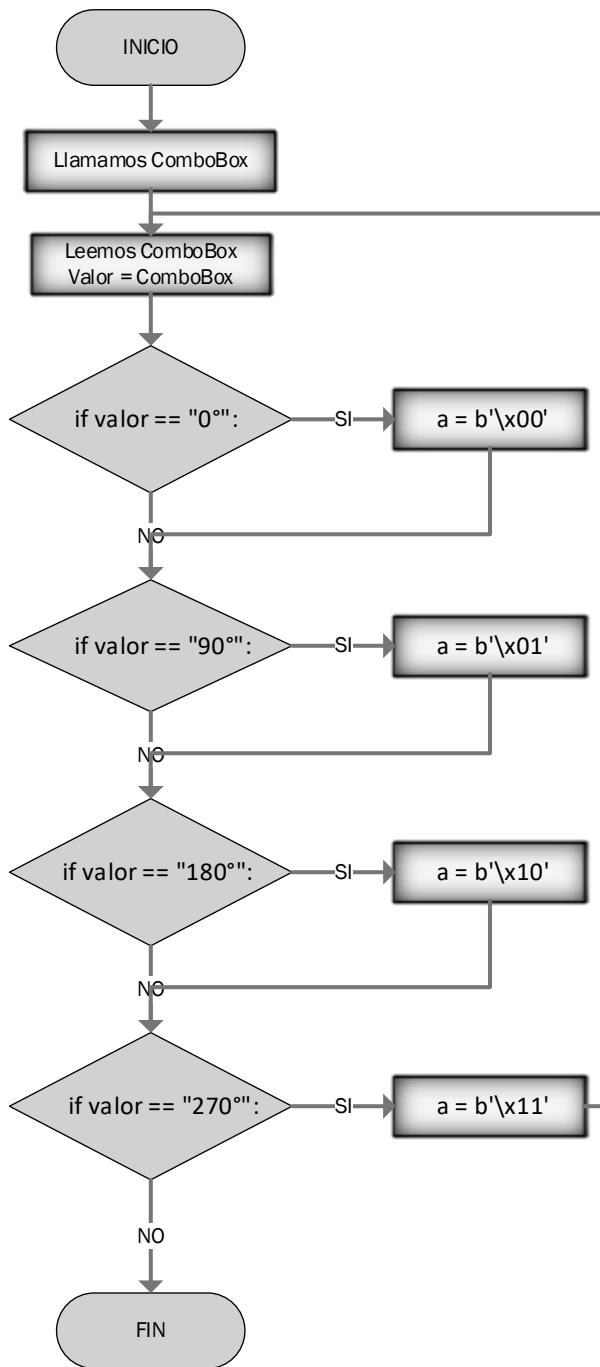 INICIO
Llamamos ComboBox
Leemos ComboBox
Valor = ComboBox
if valor == "0°":
SI
a = b'\x00'
NO
if valor == "90°":
SI
a = b'\x01'
NO
if valor == "180°":
SI
a = b'\x10'
NO
if valor == "270°":
SI
a = b'\x11'
NO
FIN